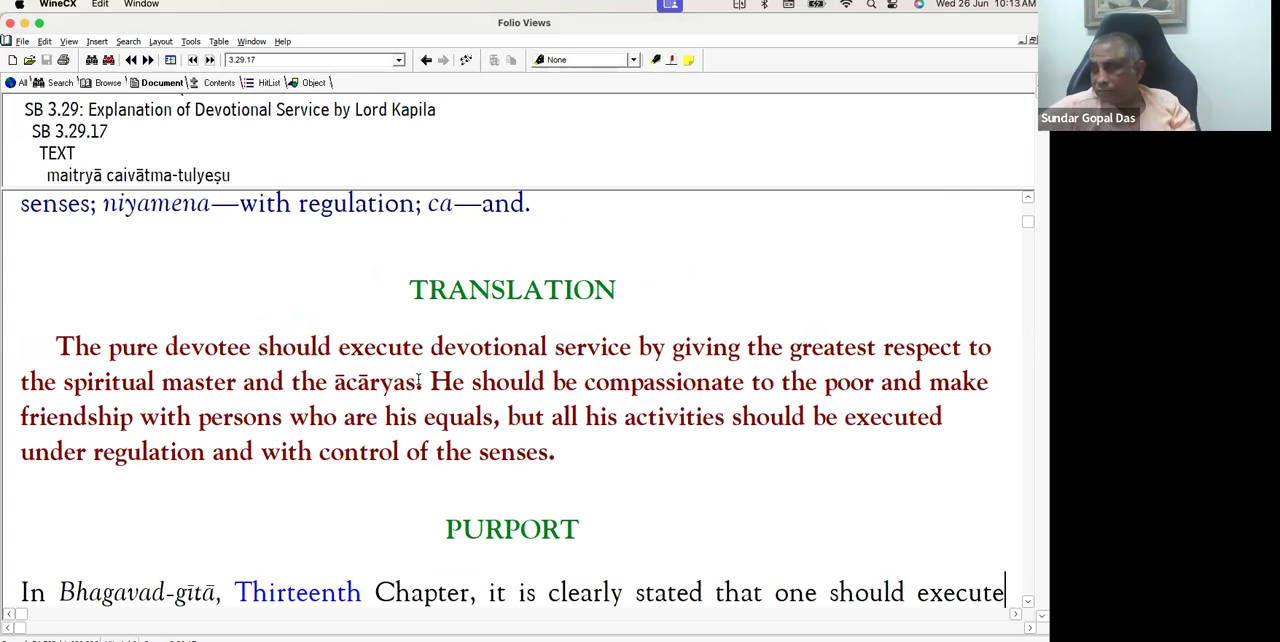 WineCX Edit Window Wed 26 Jun 10:13 AM
Folio Views
File Edit View Insert Search Layout Tools Table Window Help
3.29.17 None
All Search Browse Document Contents HitList Object
SB 3.29: Explanation of Devotional Service by Lord Kapila
SB 3.29.17
TEXT
maitryā caivātma-tulyeṣu
Sundar Gopal Das
senses; niyamena—with regulation; ca—and.
TRANSLATION
The pure devotee should execute devotional service by giving the greatest respect to
the spiritual master and the ācāryas. He should be compassionate to the poor and make
friendship with persons who are his equals, but all his activities should be executed
under regulation and with control of the senses.
PURPORT
In Bhagavad-gītā, Thirteenth Chapter, it is clearly stated that one should execute